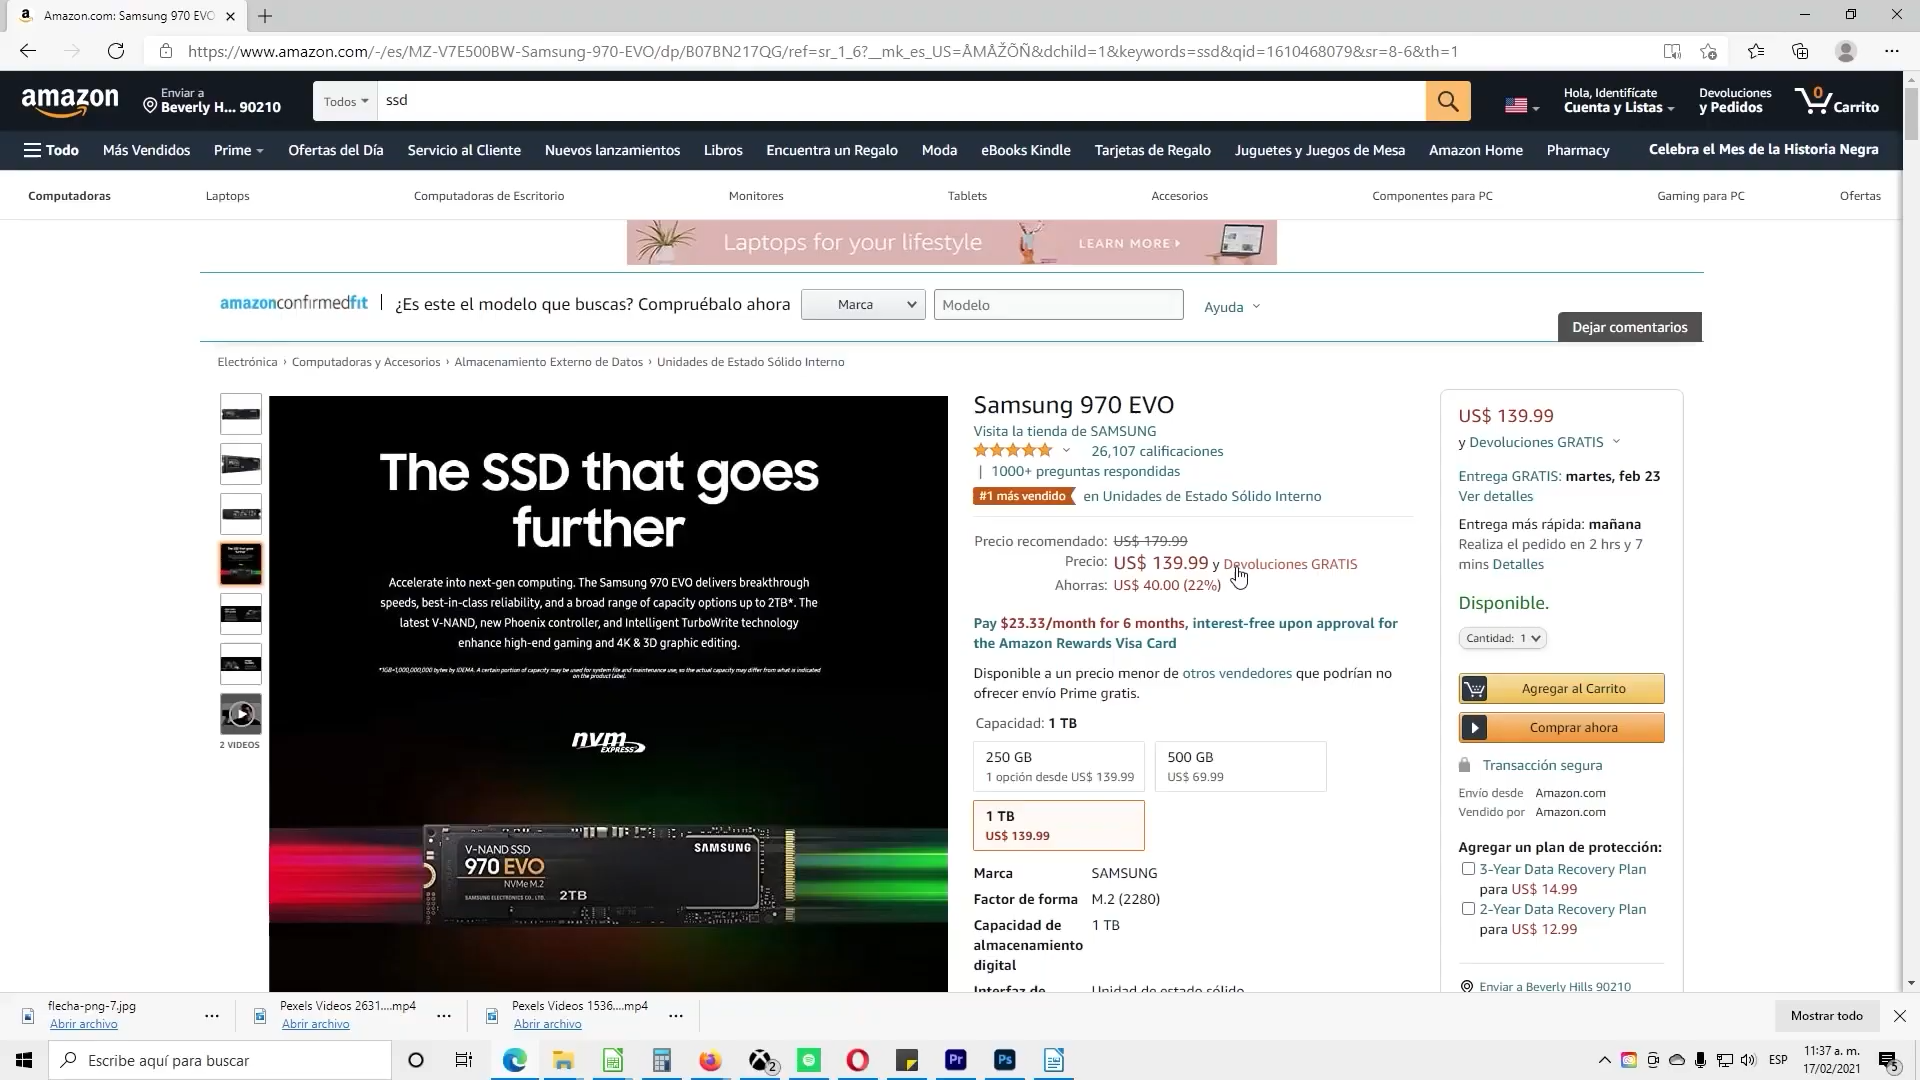 Amazon.com: Samsung 970 EVO
https://www.amazon.com/-/es/MZ-V7E500BW-Samsung-970-EVO/dp/B07BN217QG/ref=sr_1_6?__mk_es_US=ÅMÅŽÕÑ&dchild=1&keywords=ssd&qid=1610468079&sr=8-6&th=1
amazon
Enviar a
Beverly H... 90210
Todos
ssd
Hola, Identifícate
Cuenta y Listas
Devoluciones
y Pedidos
0
Carrito
Todo
Más Vendidos
Prime
Ofertas del Día
Servicio al Cliente
Nuevos lanzamientos
Libros
Encuentra un Regalo
Moda
eBooks Kindle
Tarjetas de Regalo
Juguetes y Juegos de Mesa
Amazon Home
Pharmacy
Celebra el Mes de la Historia Negra
Computadoras
Laptops
Computadoras de Escritorio
Monitores
Tablets
Accesorios
Componentes para PC
Gaming para PC
Ofertas
Laptops for your lifestyle
LEARN MORE
amazonconfirmedfit
¿Es este el modelo que buscas? Compruébalo ahora
Marca
Modelo
Ayuda
Dejar comentarios
Electrónica › Computadoras y Accesorios › Almacenamiento Externo de Datos › Unidades de Estado Sólido Interno
2 VIDEOS
The SSD that goes
further
Accelerate into next-gen computing. The Samsung 970 EVO delivers breakthrough
speeds, best-in-class reliability, and a broad range of capacity options up to 2TB*. The
latest V-NAND, new Phoenix controller, and Intelligent TurboWrite technology
enhance high-end gaming and 4K & 3D graphic editing.
*1GB=1,000,000,000 bytes by IDEMA. A certain portion of capacity may be used for system file and maintenance use, so the actual capacity may differ from what is indicated
on the product label.
nvm
EXPRESS
V-NAND SSD
970 EVO
NVMe M.2
SAMSUNG ELECTRONICS CO., LTD.
2TB
SAMSUNG
Samsung 970 EVO
Visita la tienda de SAMSUNG
26,107 calificaciones
| 1000+ preguntas respondidas
#1 más vendido en Unidades de Estado Sólido Interno
Precio recomendado: US$ 179.99
Precio: US$ 139.99 y Devoluciones GRATIS
Ahorras: US$ 40.00 (22%)
Pay $23.33/month for 6 months, interest-free upon approval for
the Amazon Rewards Visa Card
Disponible a un precio menor de otros vendedores que podrían no
ofrecer envío Prime gratis.
Capacidad: 1 TB
250 GB
1 opción desde US$ 139.99
500 GB
US$ 69.99
1 TB
US$ 139.99
Marca SAMSUNG
Factor de forma M.2 (2280)
Capacidad de 1 TB
almacenamiento
digital
Interfaz de Unidad de estado sólido
US$ 139.99
y Devoluciones GRATIS
Entrega GRATIS: martes, feb 23
Ver detalles
Entrega más rápida: mañana
Realiza el pedido en 2 hrs y 7
mins Detalles
Disponible.
Cantidad: 1
Agregar al Carrito
Comprar ahora
Transacción segura
Envío desde Amazon.com
Vendido por Amazon.com
Agregar un plan de protección:
3-Year Data Recovery Plan
para US$ 14.99
2-Year Data Recovery Plan
para US$ 12.99
Enviar a Beverly Hills 90210
flecha-png-7.jpg
Abrir archivo
Pexels Videos 2631....mp4
Abrir archivo
Pexels Videos 1536....mp4
Abrir archivo
Mostrar todo
Escribe aquí para buscar
2
Pr
Ps
ESP
11:37 a. m.
17/02/2021
5